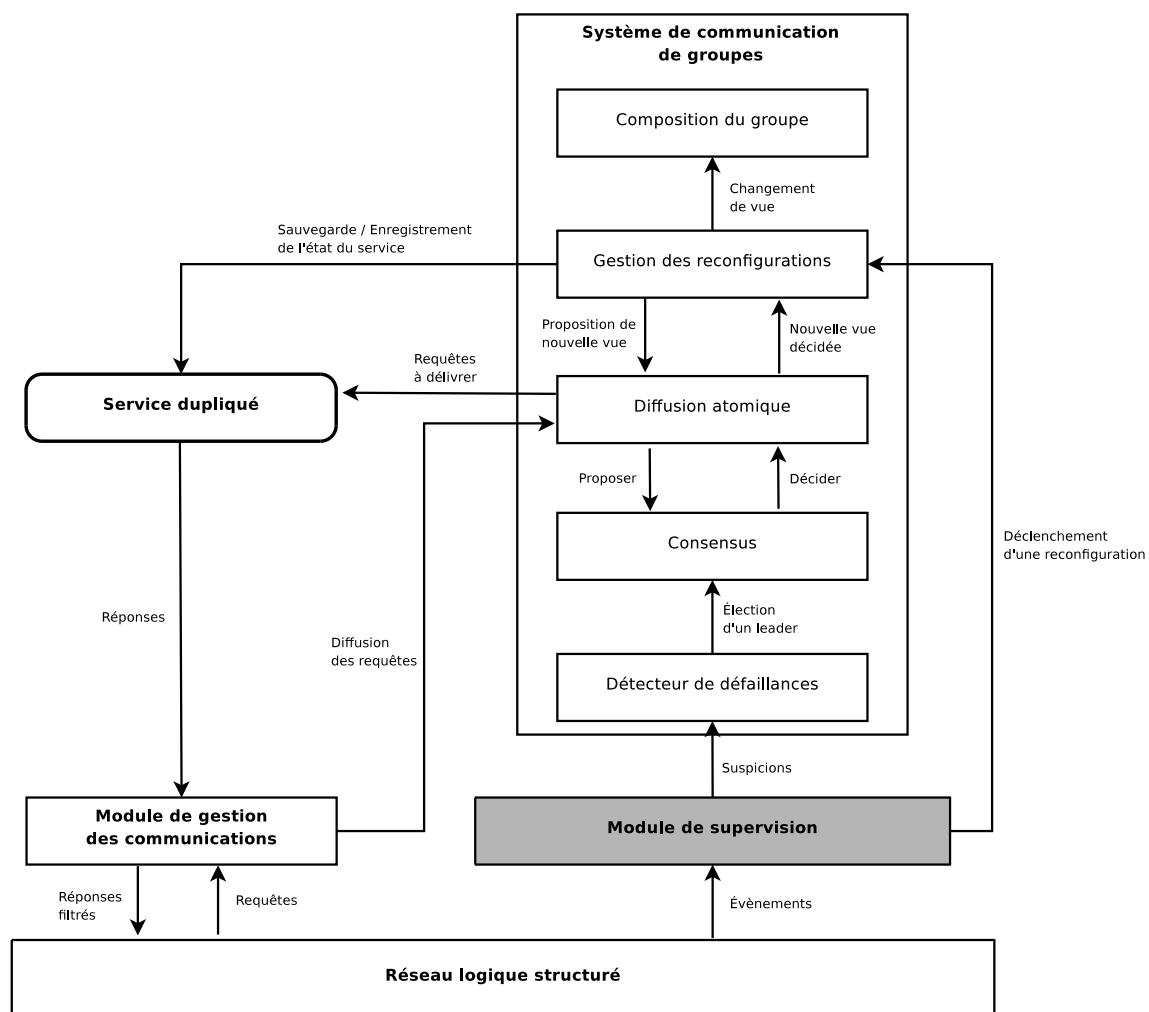 Système de communication
de groupes
Composition du groupe
Changement
de vue
Sauvegarde / Enregistrement
de l'état du service
Gestion des reconfigurations
Proposition de
nouvelle vue
Nouvelle vue
décidée
Requêtes
à délivrer
Service dupliqué
Diffusion atomique
Proposer
Décider
Consensus
Déclenchement
d'une reconfiguration
Élection
d'un leader
Réponses
Diffusion
des requêtes
Détecteur de défaillances
Suspicions
Module de gestion
des communications
Module de supervision
Réponses
filtrés
Requêtes
Évènements
Réseau logique structuré